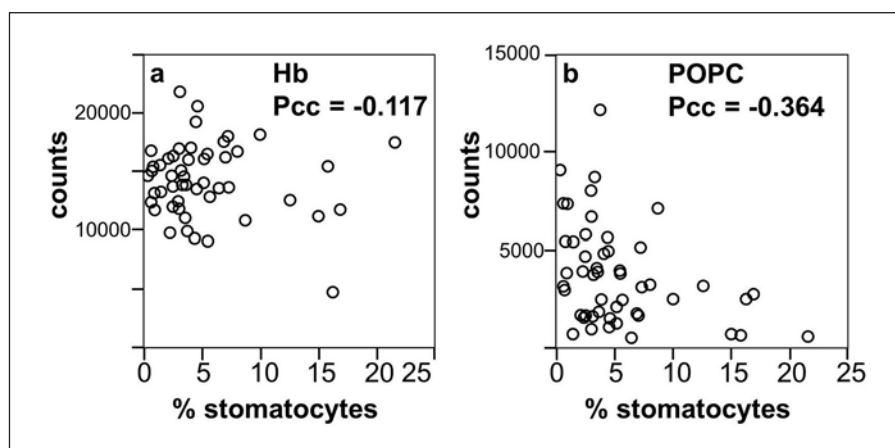 a Hb
Pcc = -0.117
20000
10000
counts
0 5 10 15 20 25
% stomatocytes
b POPC
Pcc = -0.364
15000
10000
5000
counts
0 5 10 15 20 25
% stomatocytes